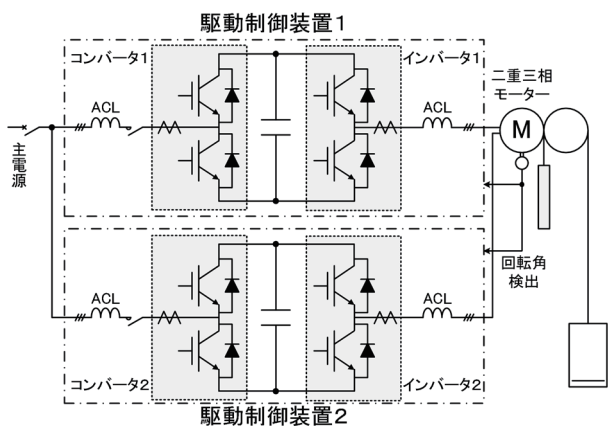 駆動制御装置1
コンバータ1
インバータ1
ACL
ACL
二重三相
モーター
M
主電源
回転角
検出
ACL
ACL
コンバータ2
インバータ2
駆動制御装置2